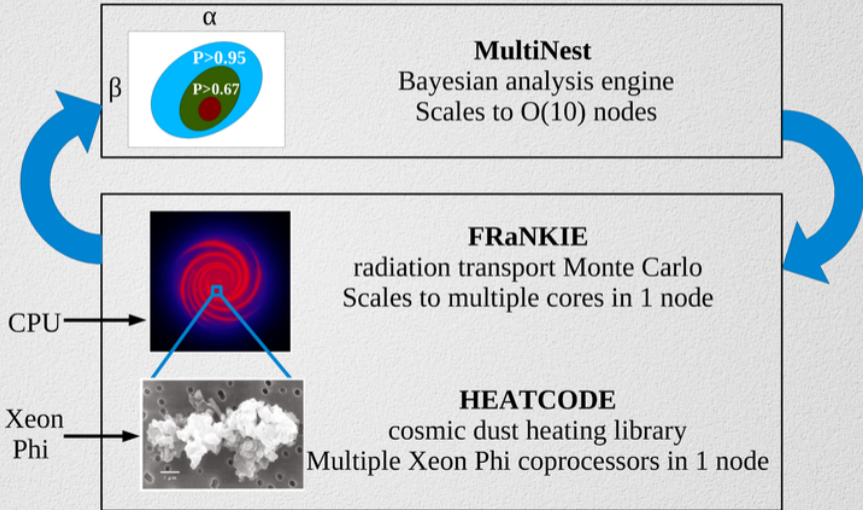 α
β
P>0.95
P>0.67
MultiNest
Bayesian analysis engine
Scales to O(10) nodes
FRaNKIE
radiation transport Monte Carlo
Scales to multiple cores in 1 node
CPU
Xeon
Phi
HEATCODE
cosmic dust heating library
Multiple Xeon Phi coprocessors in 1 node